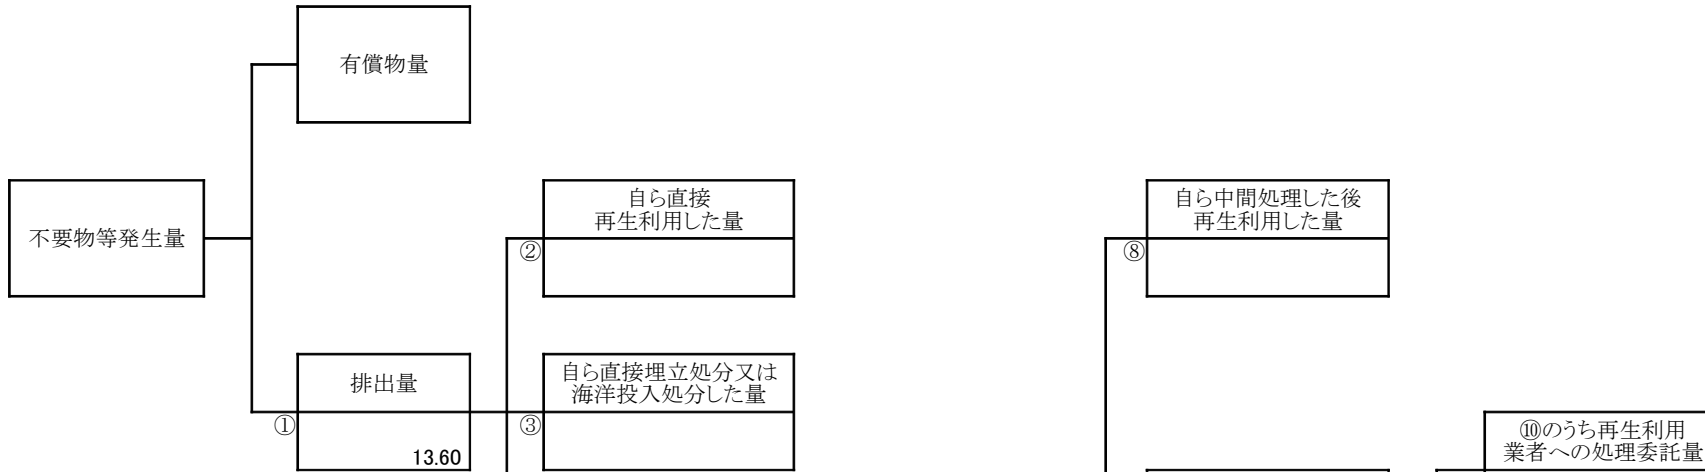 有償物量
不要物等発生量
自ら直接
再生利用した量
②
自ら中間処理した後
再生利用した量
⑧
排出量
①
13.60
自ら直接埋立処分又は
海洋投入処分した量
③
⑩のうち再生利用
業者への処理委託量